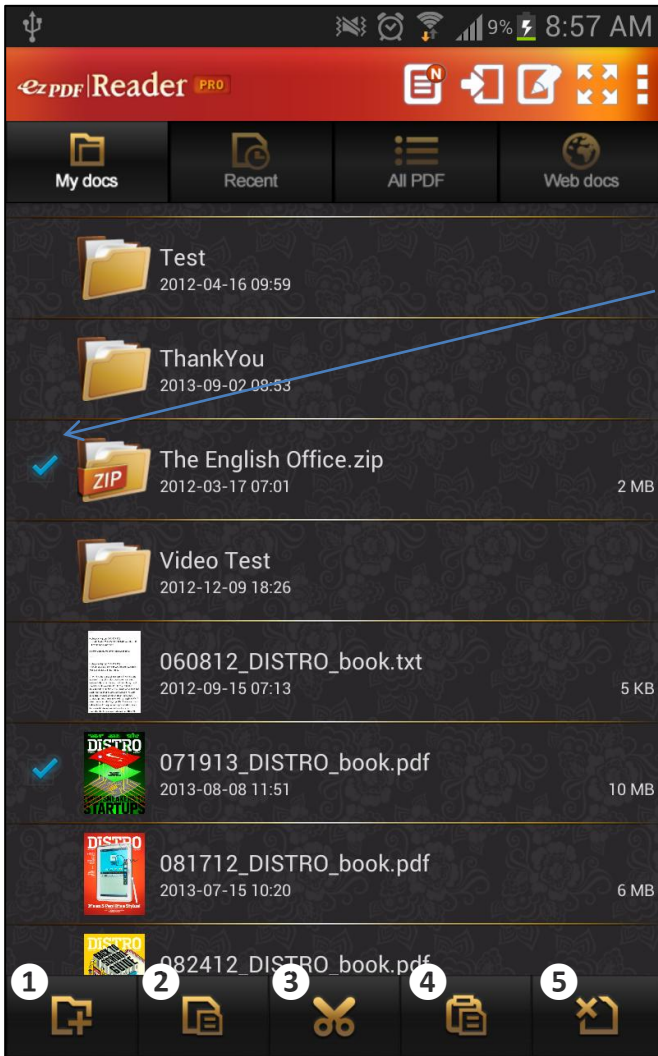 9% 8:57 AM
ezPDF Reader PRO
N
My docs Recent All PDF Web docs
Test
2012-04-16 09:59
ThankYou
2013-09-02 08:53
ZIP
The English Office.zip
2012-03-17 07:01 2 MB
Video Test
2012-12-09 18:26
060812_DISTRO_book.txt
2012-09-15 07:13 5 KB
DISTRO
STARTUPS
071913_DISTRO_book.pdf
2013-08-08 11:51 10 MB
DISTRO
081712_DISTRO_book.pdf
2013-07-15 10:20 6 MB
DISTRO
082412_DISTRO_book.pdf
1 2 3 4 5